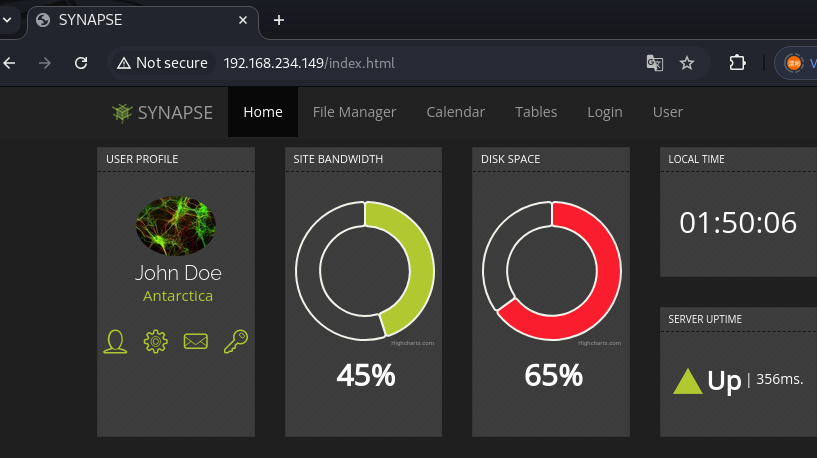 SYNAPSE
Not secure 192.168.234.149/index.html
SYNAPSE Home File Manager Calendar Tables Login User
USER PROFILE
John Doe
Antarctica
SITE BANDWIDTH
Highcharts.com
45%
DISK SPACE
Highcharts.com
65%
LOCAL TIME
01:50:06
SERVER UPTIME
Up | 356ms.